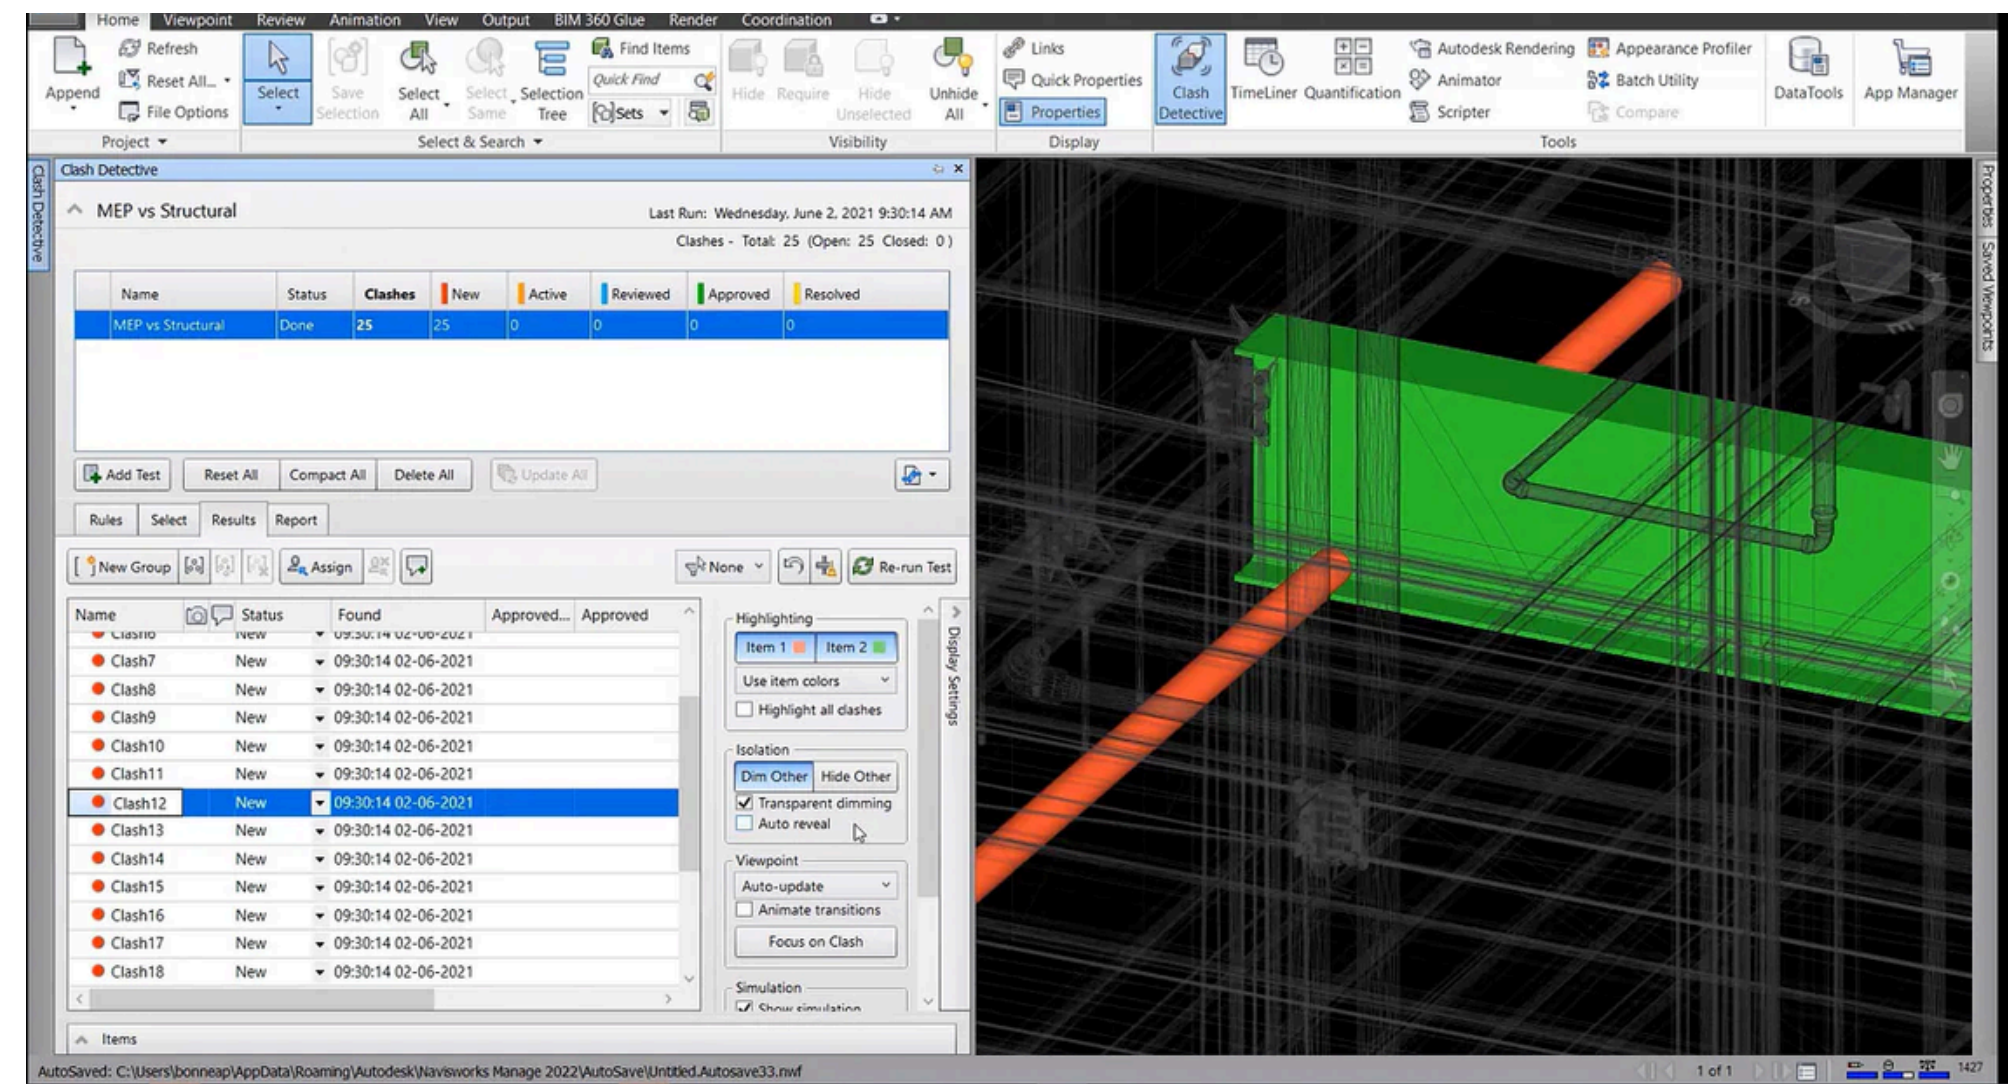 Home Viewpoint Review Animation View Output BIM 360 Glue Render Coordination
Append
Refresh
Reset All...
File Options
Project
Select
Save Selection
Select All
Select Same
Selection Tree
Find Items
Quick Find
Sets
Select & Search
Hide
Require
Hide Unselected
Unhide All
Visibility
Links
Quick Properties
Properties
Display
Clash Detective
TimeLiner
Quantification
Autodesk Rendering
Animator
Scripter
Appearance Profiler
Batch Utility
Compare
DataTools
App Manager
Tools
Clash Detective
Clash Detective
MEP vs Structural
Last Run: Wednesday, June 2, 2021 9:30:14 AM
Clashes - Total: 25 (Open: 25 Closed: 0)
Name Status Clashes New Active Reviewed Approved Resolved
MEP vs Structural Done 25 25 0 0 0 0
Add Test Reset All Compact All Delete All Update All
Rules Select Results Report
New Group Assign None Re-run Test
Name Status Found Approved... Approved
Clash6 New 09:30:14 02-06-2021
Clash7 New 09:30:14 02-06-2021
Clash8 New 09:30:14 02-06-2021
Clash9 New 09:30:14 02-06-2021
Clash10 New 09:30:14 02-06-2021
Clash11 New 09:30:14 02-06-2021
Clash12 New 09:30:14 02-06-2021
Clash13 New 09:30:14 02-06-2021
Clash14 New 09:30:14 02-06-2021
Clash15 New 09:30:14 02-06-2021
Clash16 New 09:30:14 02-06-2021
Clash17 New 09:30:14 02-06-2021
Clash18 New 09:30:14 02-06-2021
Highlighting
Item 1 Item 2
Use item colors
Highlight all clashes
Isolation
Dim Other Hide Other
Transparent dimming
Auto reveal
Viewpoint
Auto-update
Animate transitions
Focus on Clash
Simulation
Show simulation
Display Settings
Items
Properties
Saved Viewpoints
AutoSaved: C:\Users\bonneap\AppData\Roaming\Autodesk\Navisworks Manage 2022\AutoSave\Untitled.Autosave33.nwf
1 of 1
1427